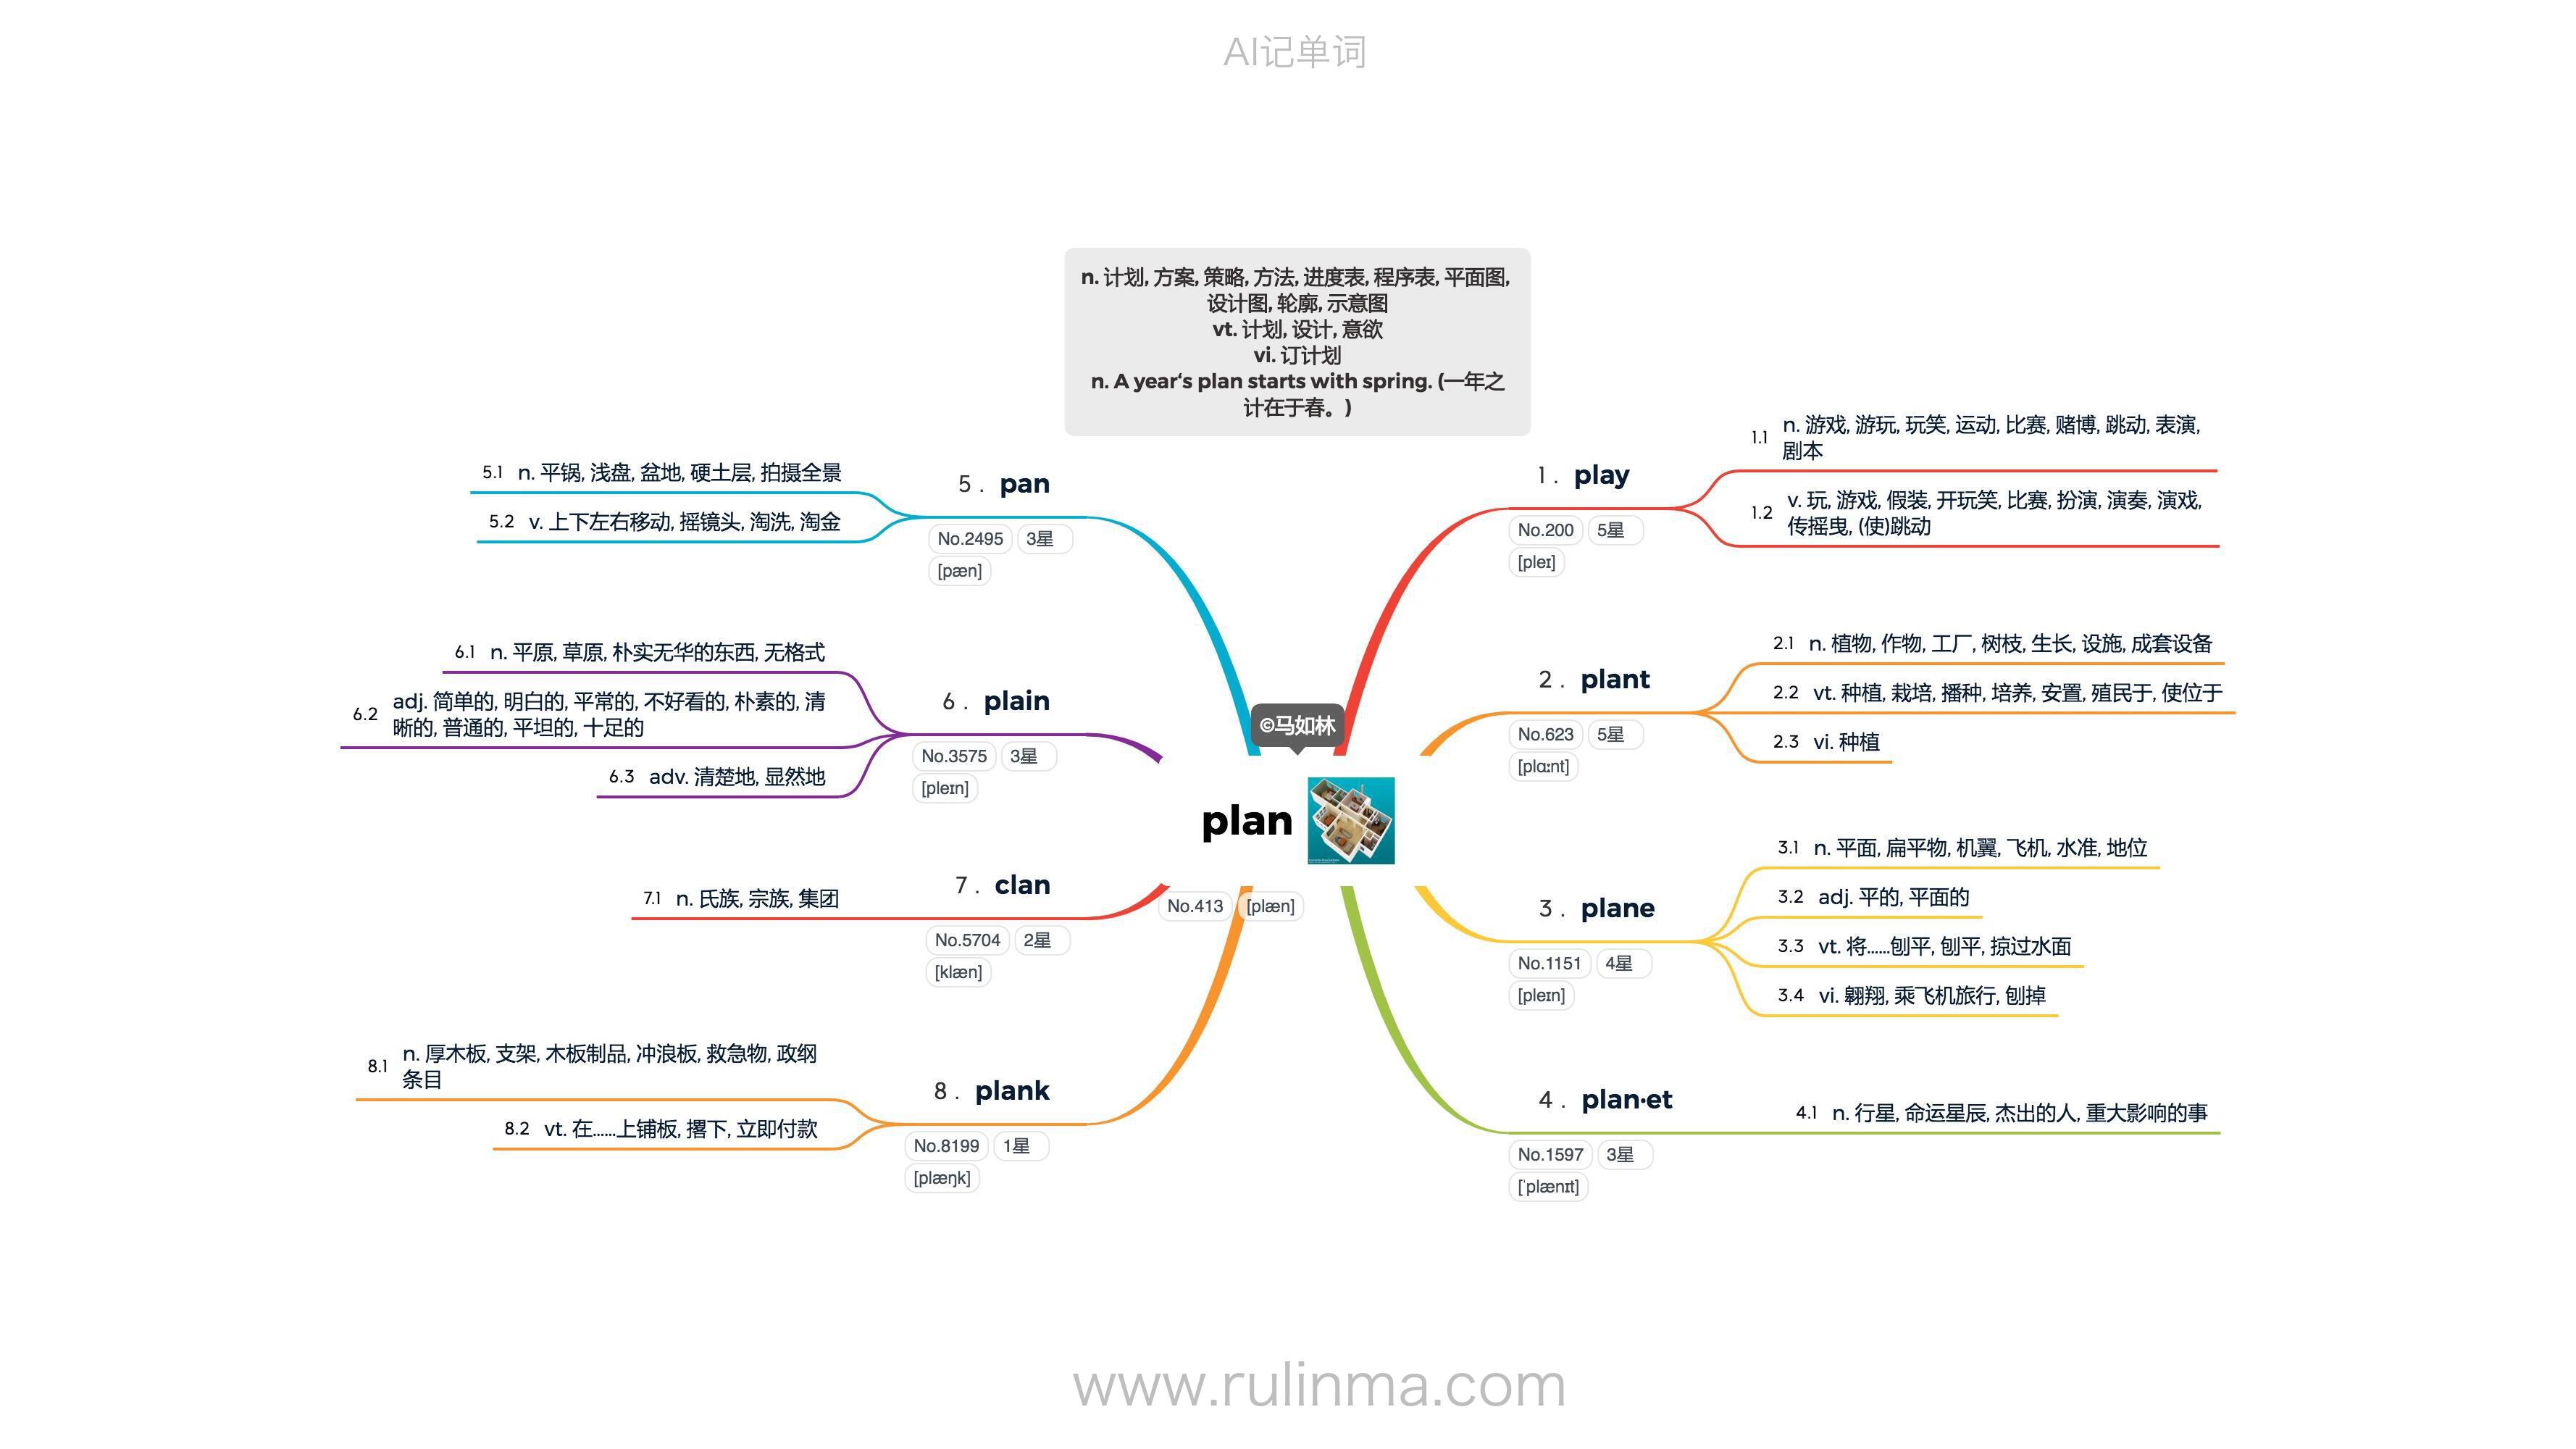 AI记单词
n. 计划, 方案, 策略, 方法, 进度表, 程序表, 平面图,
设计图, 轮廓, 示意图
vt. 计划, 设计, 意欲
vi. 订计划
n. A year‘s plan starts with spring. (一年之
计在于春。)
©马如林
plan
No.413 [plæn]
1 . play
No.200 5星
[pleɪ]
1.1 n. 游戏, 游玩, 玩笑, 运动, 比赛, 赌博, 跳动, 表演,
剧本
1.2 v. 玩, 游戏, 假装, 开玩笑, 比赛, 扮演, 演奏, 演戏,
传摇曳, (使)跳动
2 . plant
No.623 5星
[plɑːnt]
2.1 n. 植物, 作物, 工厂, 树枝, 生长, 设施, 成套设备
2.2 vt. 种植, 栽培, 播种, 培养, 安置, 殖民于, 使位于
2.3 vi. 种植
3 . plane
No.1151 4星
[pleɪn]
3.1 n. 平面, 扁平物, 机翼, 飞机, 水准, 地位
3.2 adj. 平的, 平面的
3.3 vt. 将……刨平, 刨平, 掠过水面
3.4 vi. 翱翔, 乘飞机旅行, 刨掉
4 . plan·et
No.1597 3星
[ˈplænɪt]
4.1 n. 行星, 命运星辰, 杰出的人, 重大影响的事
5 . pan
No.2495 3星
[pæn]
5.1 n. 平锅, 浅盘, 盆地, 硬土层, 拍摄全景
5.2 v. 上下左右移动, 摇镜头, 淘洗, 淘金
6 . plain
No.3575 3星
[pleɪn]
6.1 n. 平原, 草原, 朴实无华的东西, 无格式
6.2 adj. 简单的, 明白的, 平常的, 不好看的, 朴素的, 清
晰的, 普通的, 平坦的, 十足的
6.3 adv. 清楚地, 显然地
7 . clan
No.5704 2星
[klæn]
7.1 n. 氏族, 宗族, 集团
8 . plank
No.8199 1星
[plæŋk]
8.1 n. 厚木板, 支架, 木板制品, 冲浪板, 救急物, 政纲
条目
8.2 vt. 在……上铺板, 撂下, 立即付款
www.rulinma.com